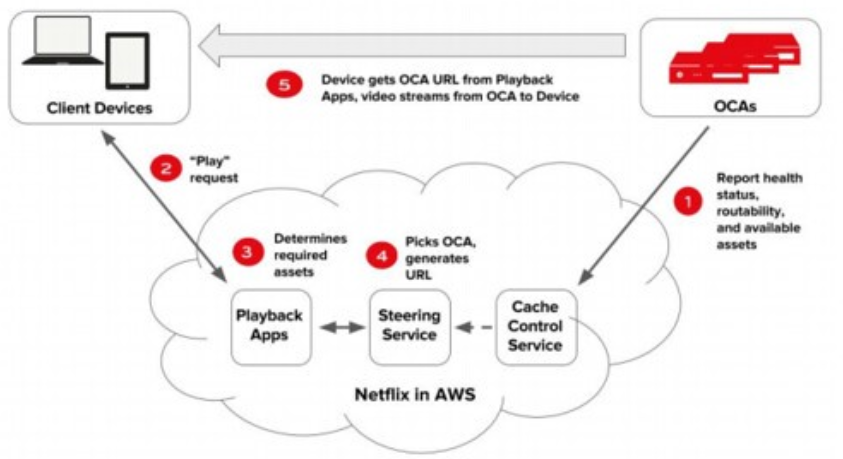 Client Devices
5
Device gets OCA URL from Playback
Apps, video streams from OCA to Device
OCAs
2
“Play”
request
1
Report health
status,
routability,
and available
assets
3
Determines
required
assets
4
Picks OCA,
generates
URL
Playback
Apps
Steering
Service
Cache
Control
Service
Netflix in AWS